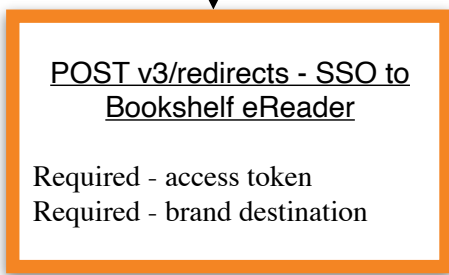 POST v3/redirects - SSO to
Bookshelf eReader
Required - access token
Required - brand destination